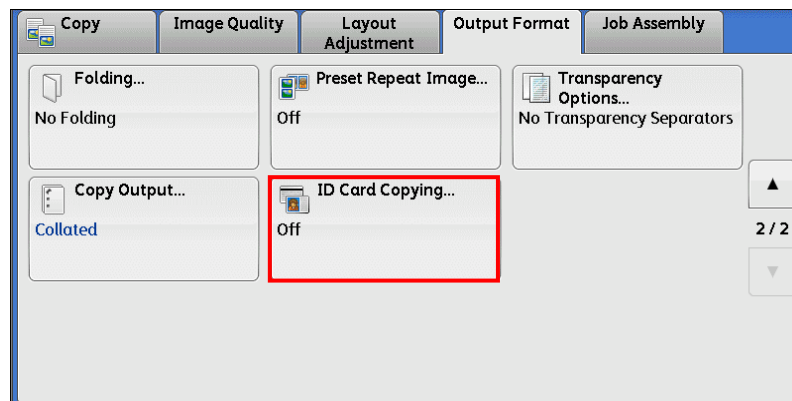 Copy
Image Quality
Layout
Adjustment
Output Format
Job Assembly
Folding...
No Folding
Preset Repeat Image...
Off
Transparency
Options...
No Transparency Separators
Copy Output...
Collated
ID Card Copying...
Off
2 / 2